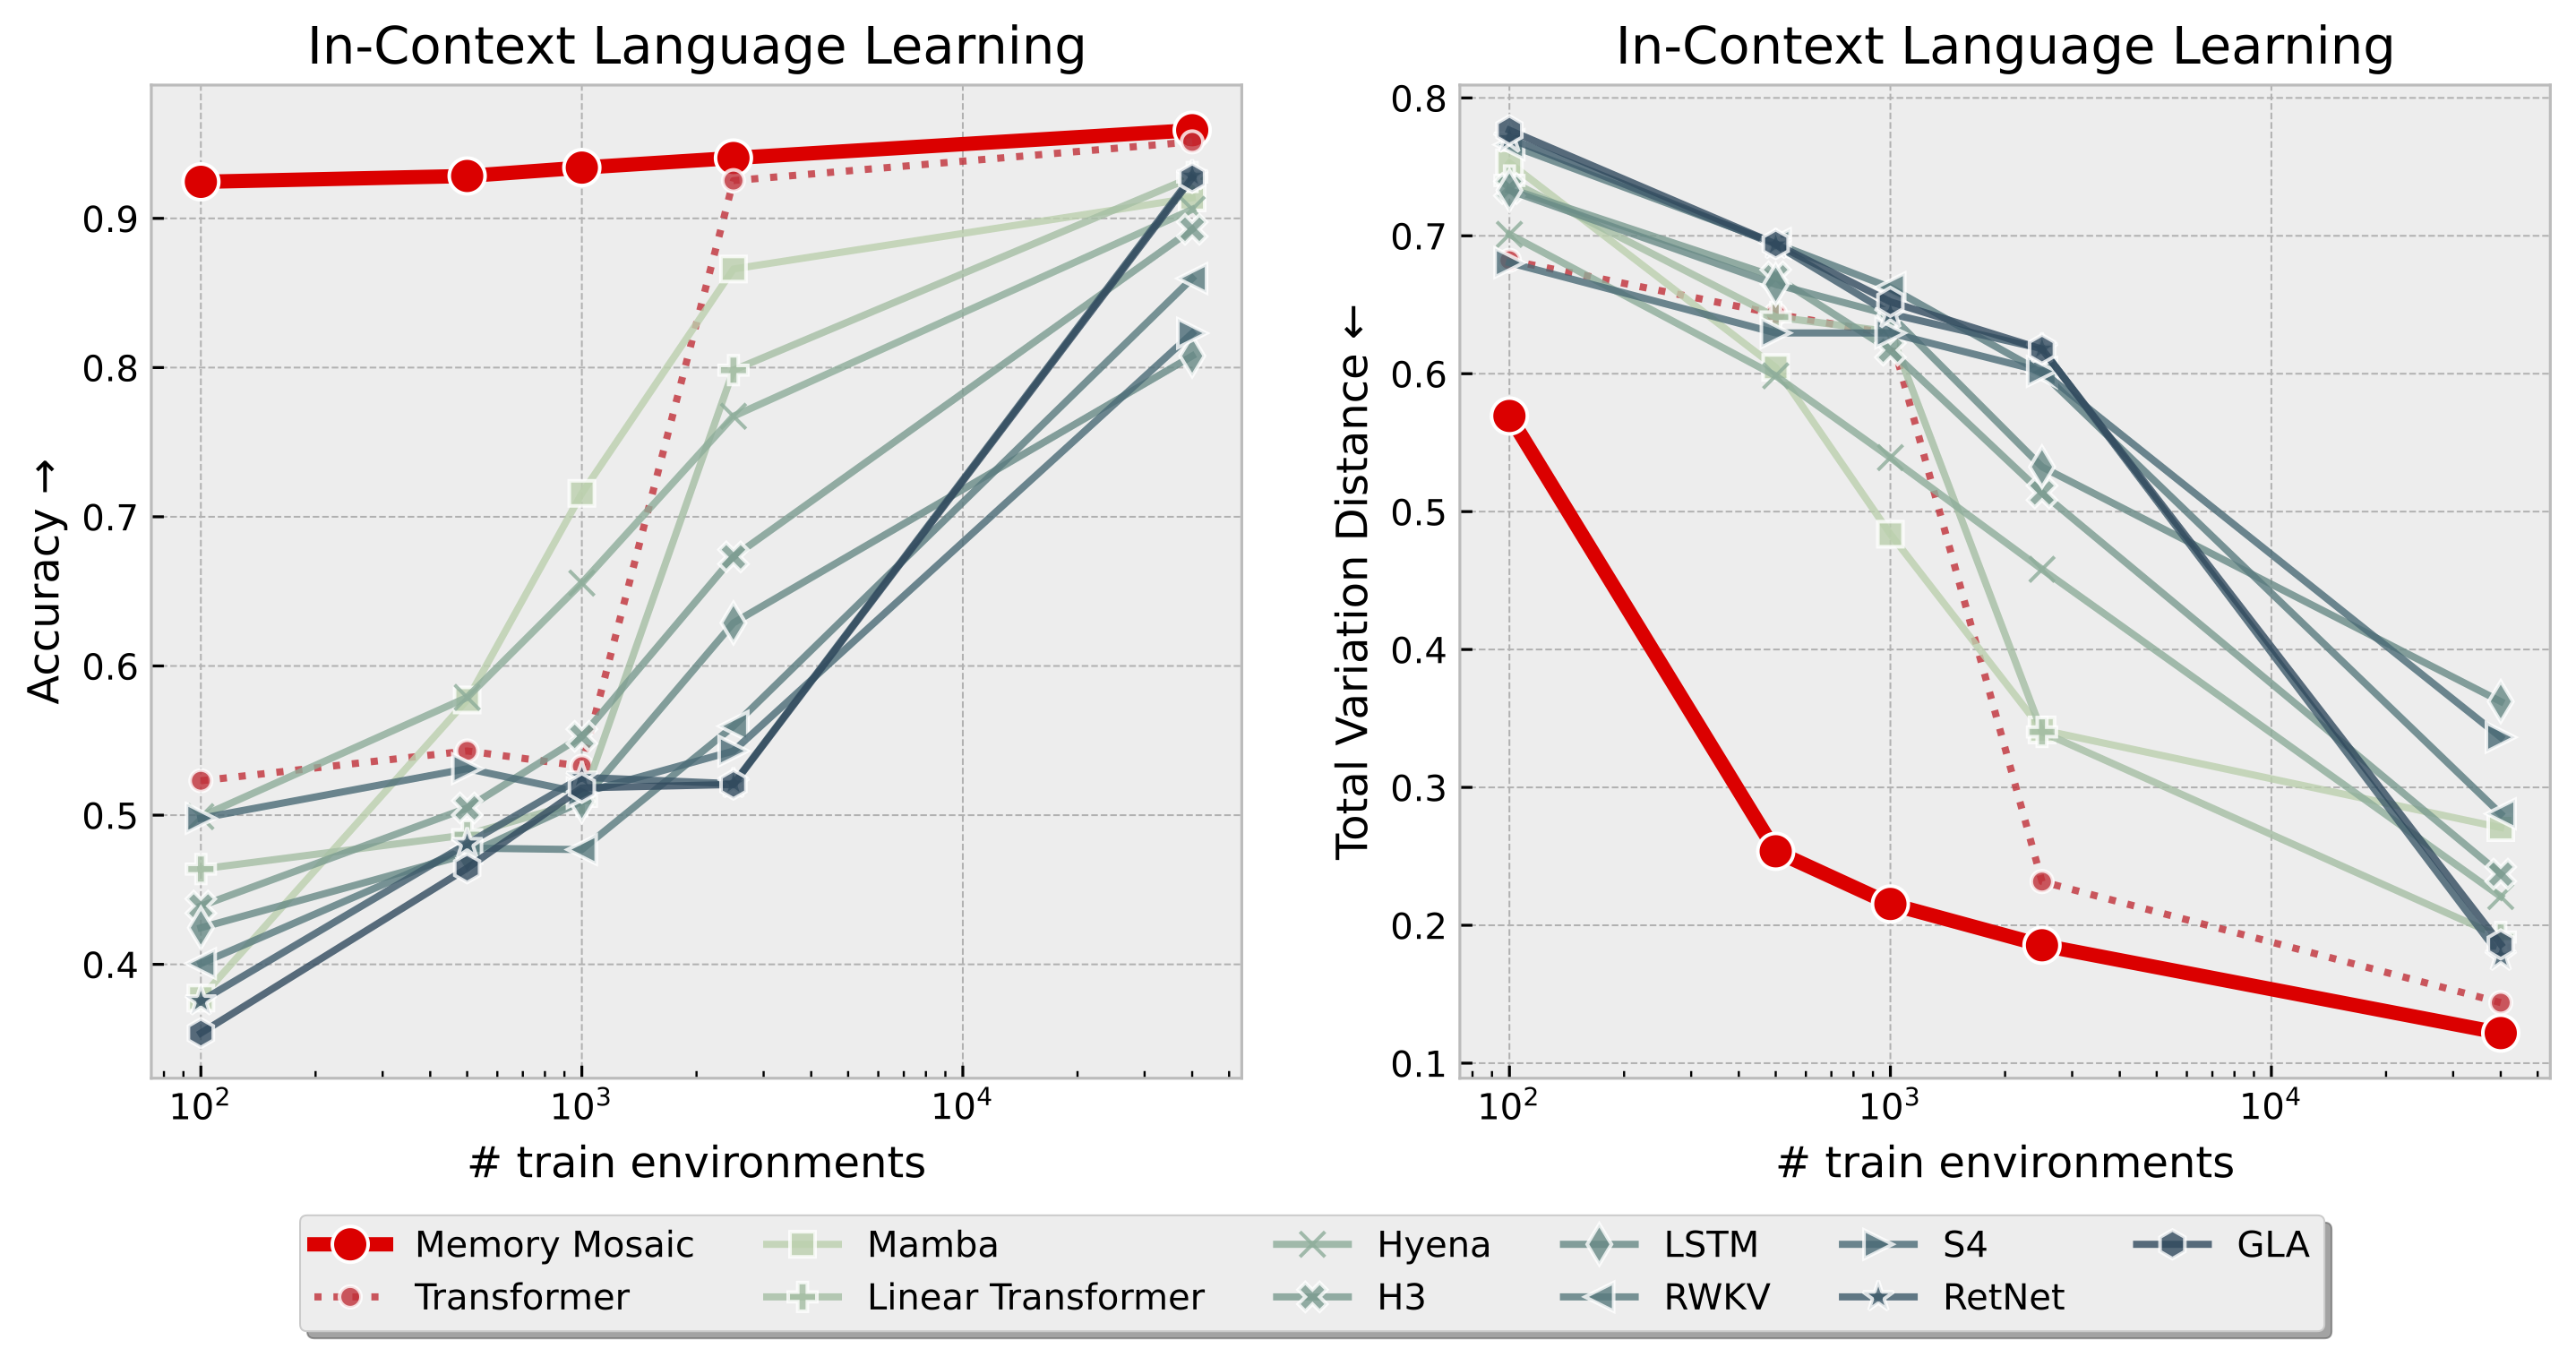 In-Context Language Learning
Accuracy →
0.9
0.8
0.7
0.6
0.5
0.4
10²
10³
10⁴
# train environments
In-Context Language Learning
Total Variation Distance ←
0.8
0.7
0.6
0.5
0.4
0.3
0.2
0.1
10²
10³
10⁴
# train environments
Memory Mosaic
Transformer
Mamba
Linear Transformer
Hyena
H3
LSTM
RWKV
S4
RetNet
GLA